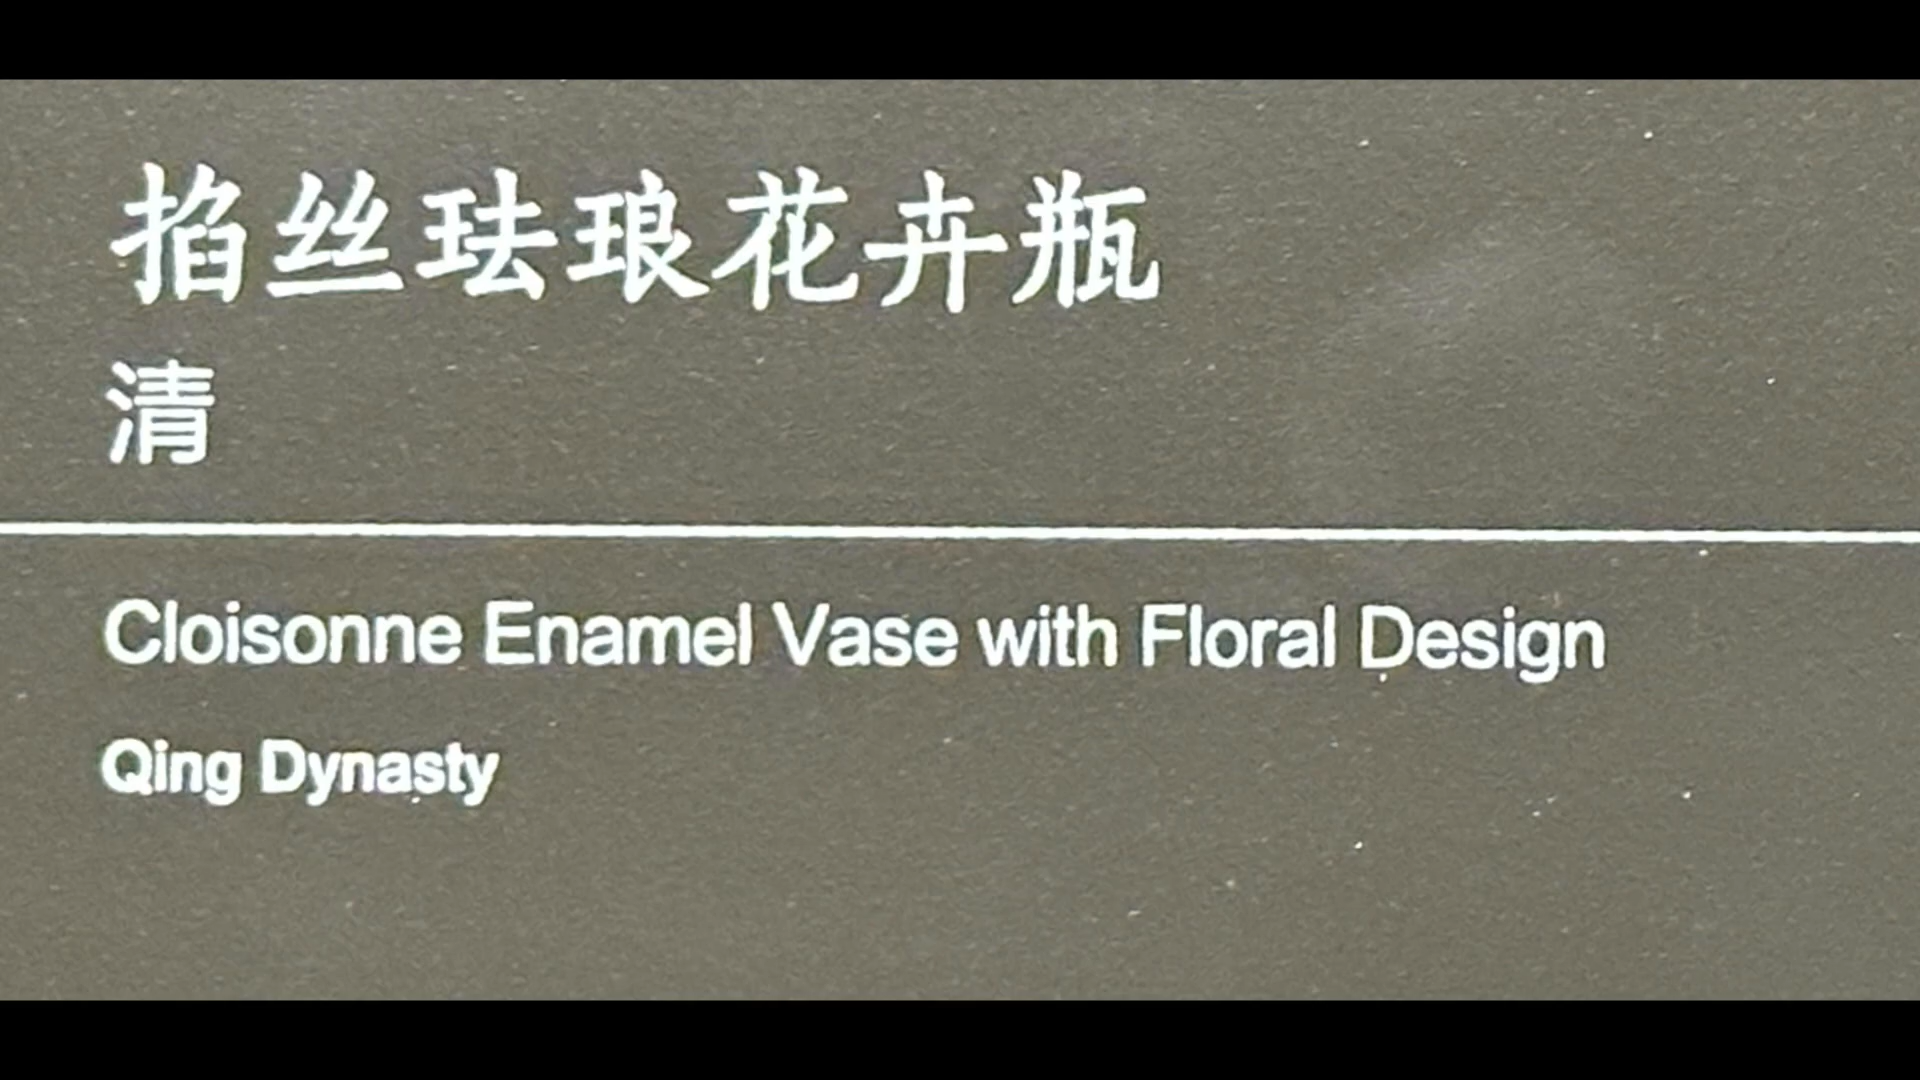 掐丝珐琅花卉瓶
清
Cloisonne Enamel Vase with Floral Design
Qing Dynasty